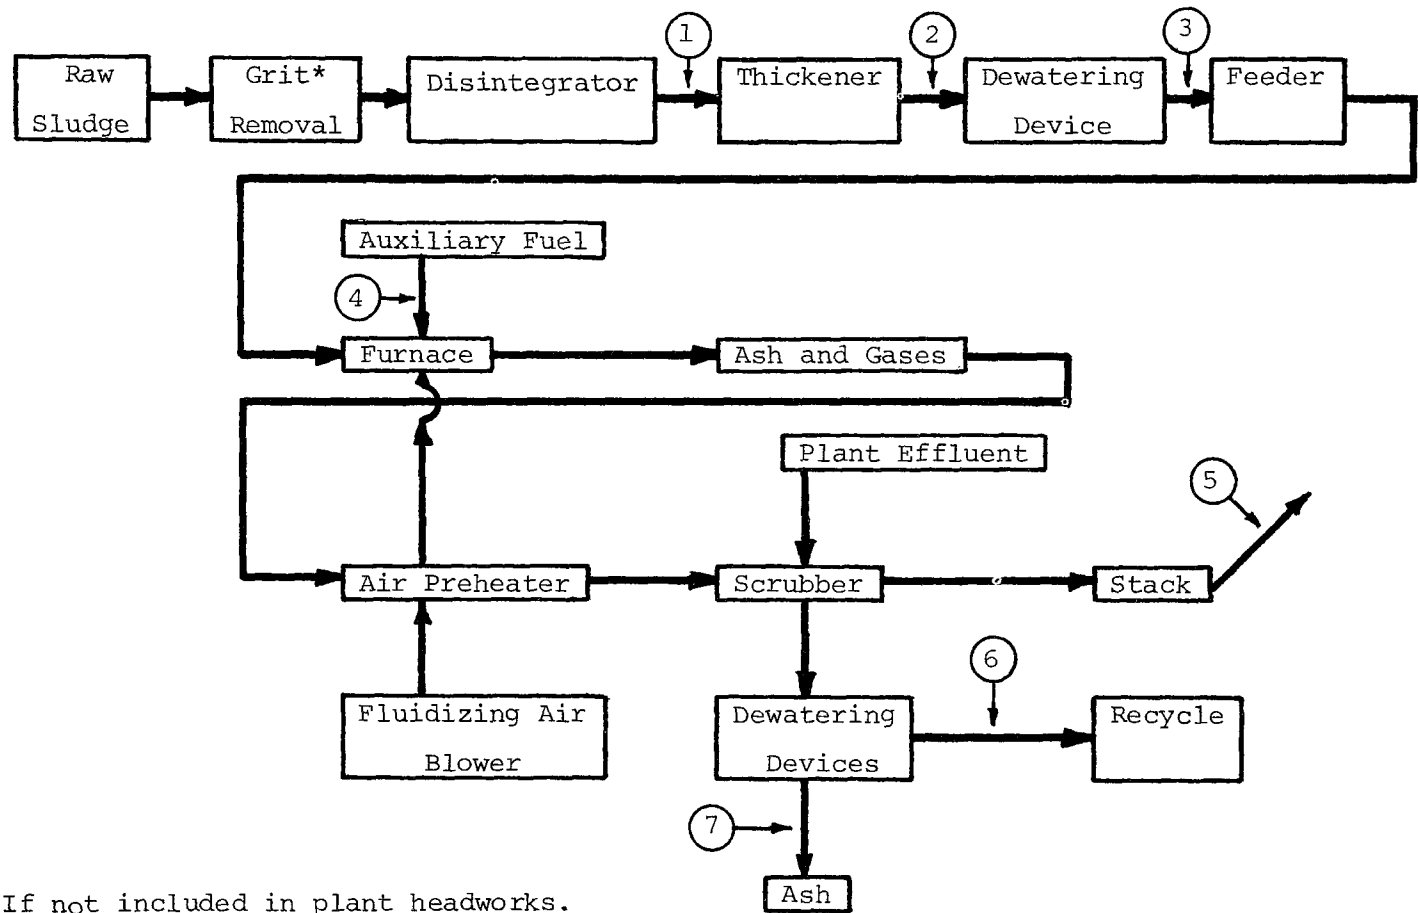 1
2
3
Raw
Sludge
Grit*
Removal
Disintegrator
Thickener
Dewatering
Device
Feeder
Auxiliary Fuel
4
Furnace
Ash and Gases
Plant Effluent
5
Air Preheater
Scrubber
Stack
6
Fluidizing Air
Blower
Dewatering
Devices
Recycle
7
Ash
If not included in plant headworks.